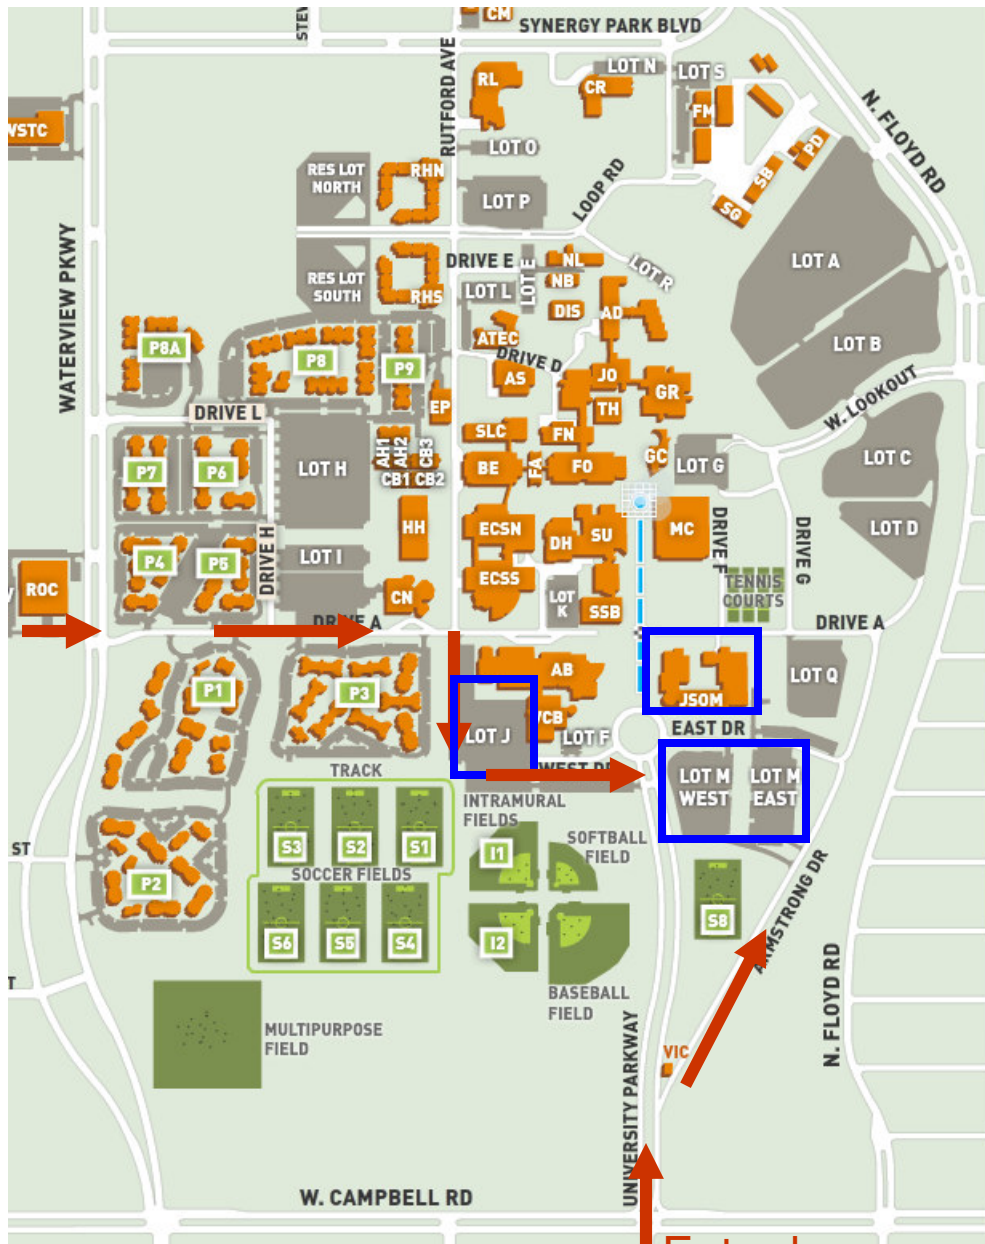 CM
SYNERGY PARK BLVD
RUTFORD AVE
RL
CR
LOT N
LOT S
FM
N. FLOYD RD
WSTC
LOT O
PD
L
SB
SG
RES LOT
NORTH
RHN
LOT P
LOOP RD
WATERVIEW PKWY
DRIVE E
LOT E
NL
NB
LOT R
LOT A
RES LOT
SOUTH
RHS
LOT L
DIS
AD
ATEC
DRIVE D
LOT B
P8A
P8
P9
AS
JO
GR
TH
W. LOOKOUT
DRIVE L
EP
SLC
FN
GC
AH1
AH2
CB3
CB1
CB2
P7
P6
LOT H
BE
FA
FO
LOT G
LOT C
HH
ECSN
DH
SU
MC
DRIVE F
DRIVE G
LOT D
P4
P5
DRIVE H
LOT I
ROC
CN
ECSS
LOT
K
SSB
TENNIS
COURTS
DRIVE A
DRIVE A
P1
P3
AB
JSOM
LOT Q
VCB
LOT J
LOT F
EAST DR
WEST DR
TRACK
LOT M
WEST
LOT M
EAST
INTRAMURAL
FIELDS
SOFTBALL
FIELD
S3
S2
S1
I1
SOCCER FIELDS
ST
P2
S8
ARMSTRONG DR
S6
S5
S4
I2
BASEBALL
FIELD
N. FLOYD RD
MULTIPURPOSE
FIELD
VIC
UNIVERSITY PARKWAY
W. CAMPBELL RD